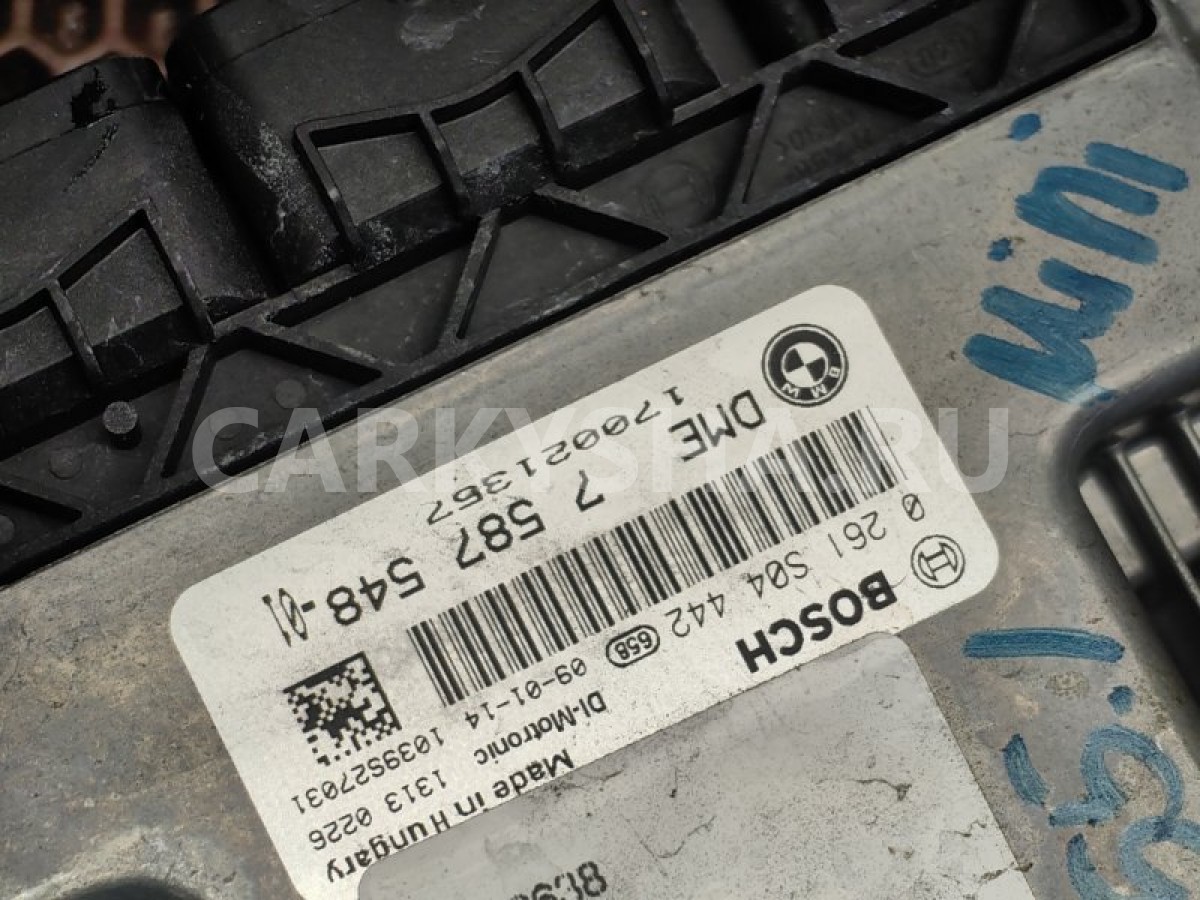 BOSCH
0 261 S04 442
658
09-01-14
DI-Motronic
Made in Hungary
1313 0226
1039S27031
BMW
DME
1700021357
7 587 548-01
mini
CARKYSHA.RU